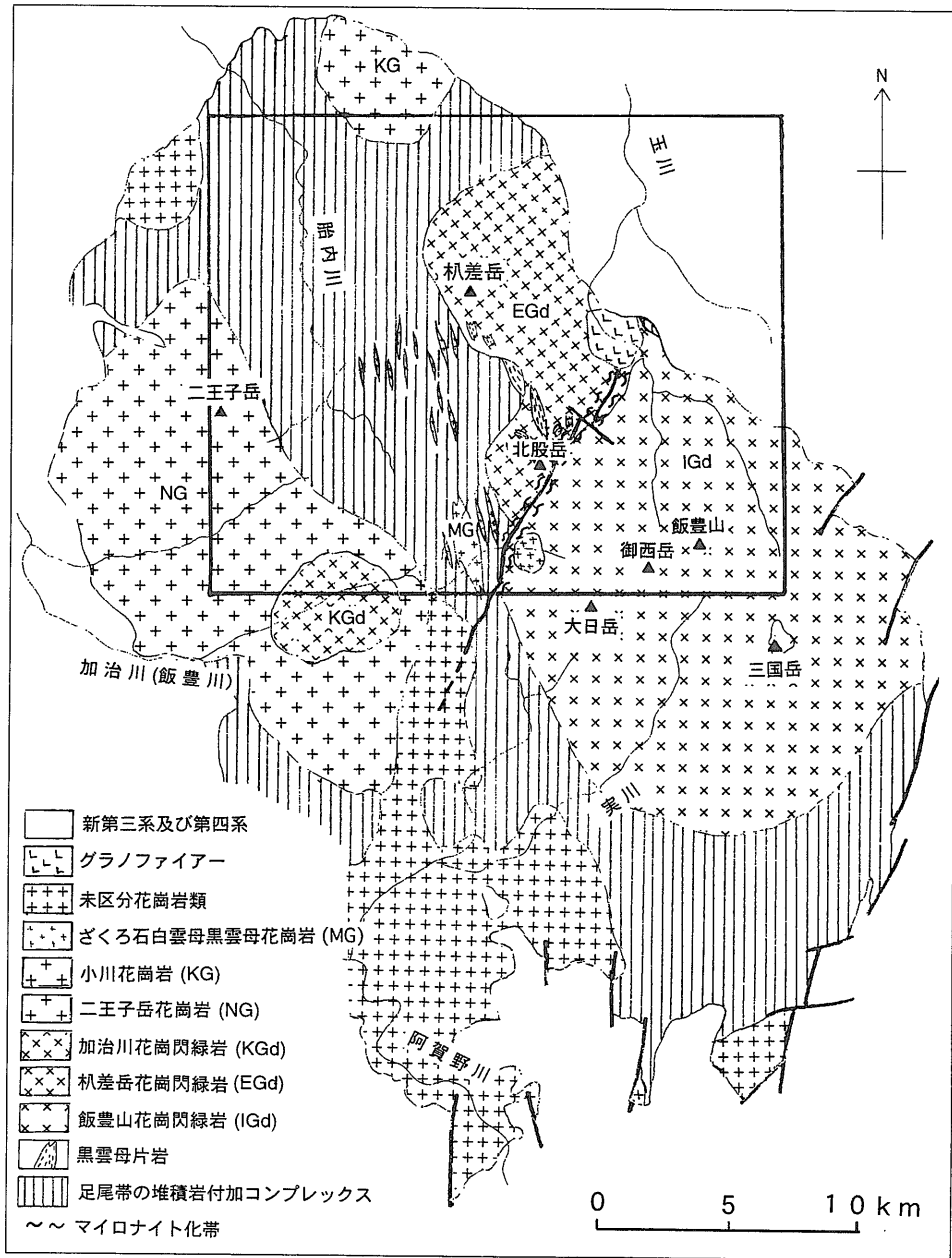 KG
N
玉川
胎内川
杁差岳
EGd
二王子岳
北股岳
IGd
NG
MG
飯豊山
御西岳
KGd
大日岳
三国岳
加治川(飯豊川)
実川
阿賀野川
新第三系及び第四系
グラノファイアー
未区分花崗岩類
ざくろ石白雲母黒雲母花崗岩 (MG)
小川花崗岩 (KG)
二王子岳花崗岩 (NG)
加治川花崗閃緑岩 (KGd)
杁差岳花崗閃緑岩 (EGd)
飯豊山花崗閃緑岩 (IGd)
黒雲母片岩
足尾帯の堆積岩付加コンプレックス
マイロナイト化帯
0 5 10km